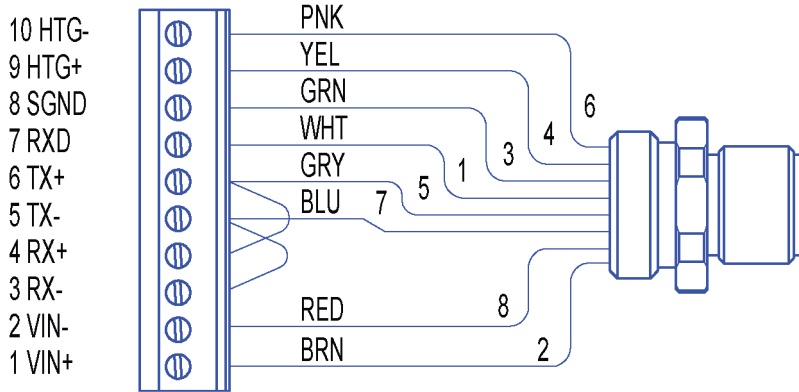 10 HTG- PNK
9 HTG+ YEL
8 SGND GRN
7 RXD WHT
6 TX+ GRY
5 TX- BLU
4 RX+
3 RX-
2 VIN- RED
1 VIN+ BRN
6
4
3
1
5
7
8
2